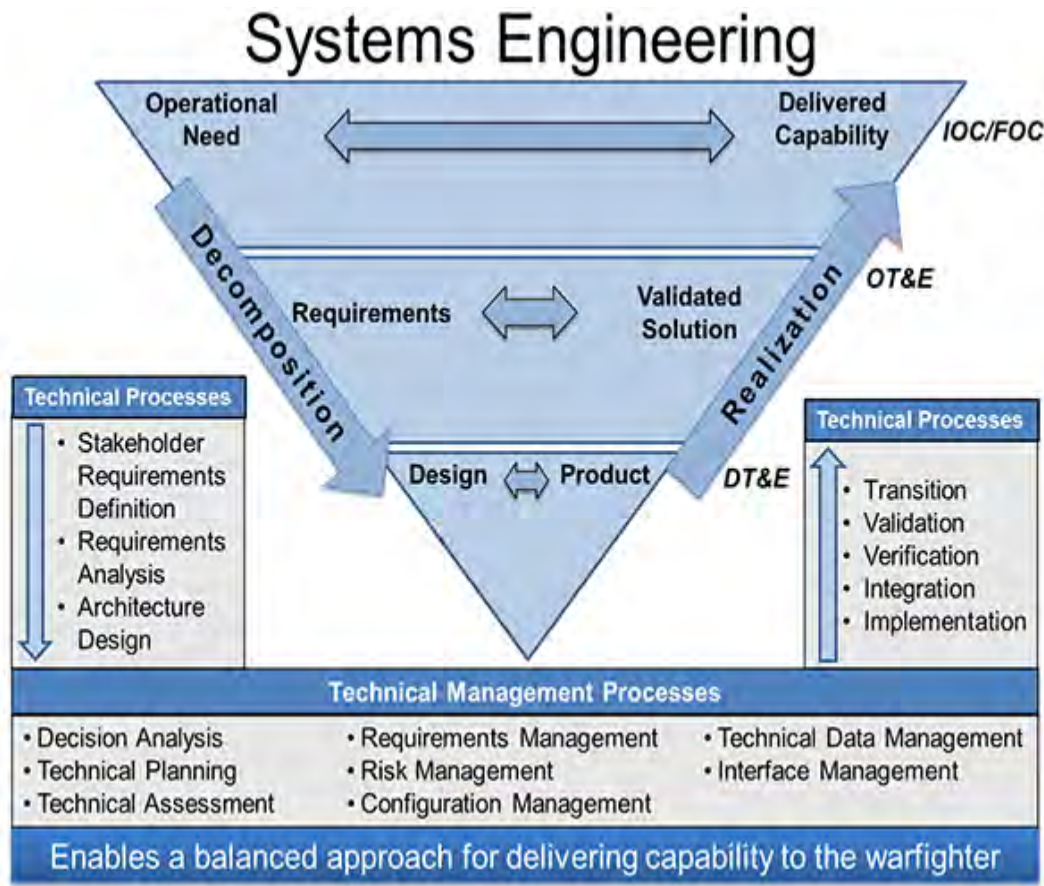 Systems Engineering
Operational
Need
Delivered
Capability
IOC/FOC
Decomposition
Realization
OT&E
Requirements
Validated
Solution
Design
Product
DT&E
Technical Processes
• Stakeholder
Requirements
Definition
• Requirements
Analysis
• Architecture
Design
Technical Processes
• Transition
• Validation
• Verification
• Integration
• Implementation
Technical Management Processes
• Decision Analysis
• Technical Planning
• Technical Assessment
• Requirements Management
• Risk Management
• Configuration Management
• Technical Data Management
• Interface Management
Enables a balanced approach for delivering capability to the warfighter